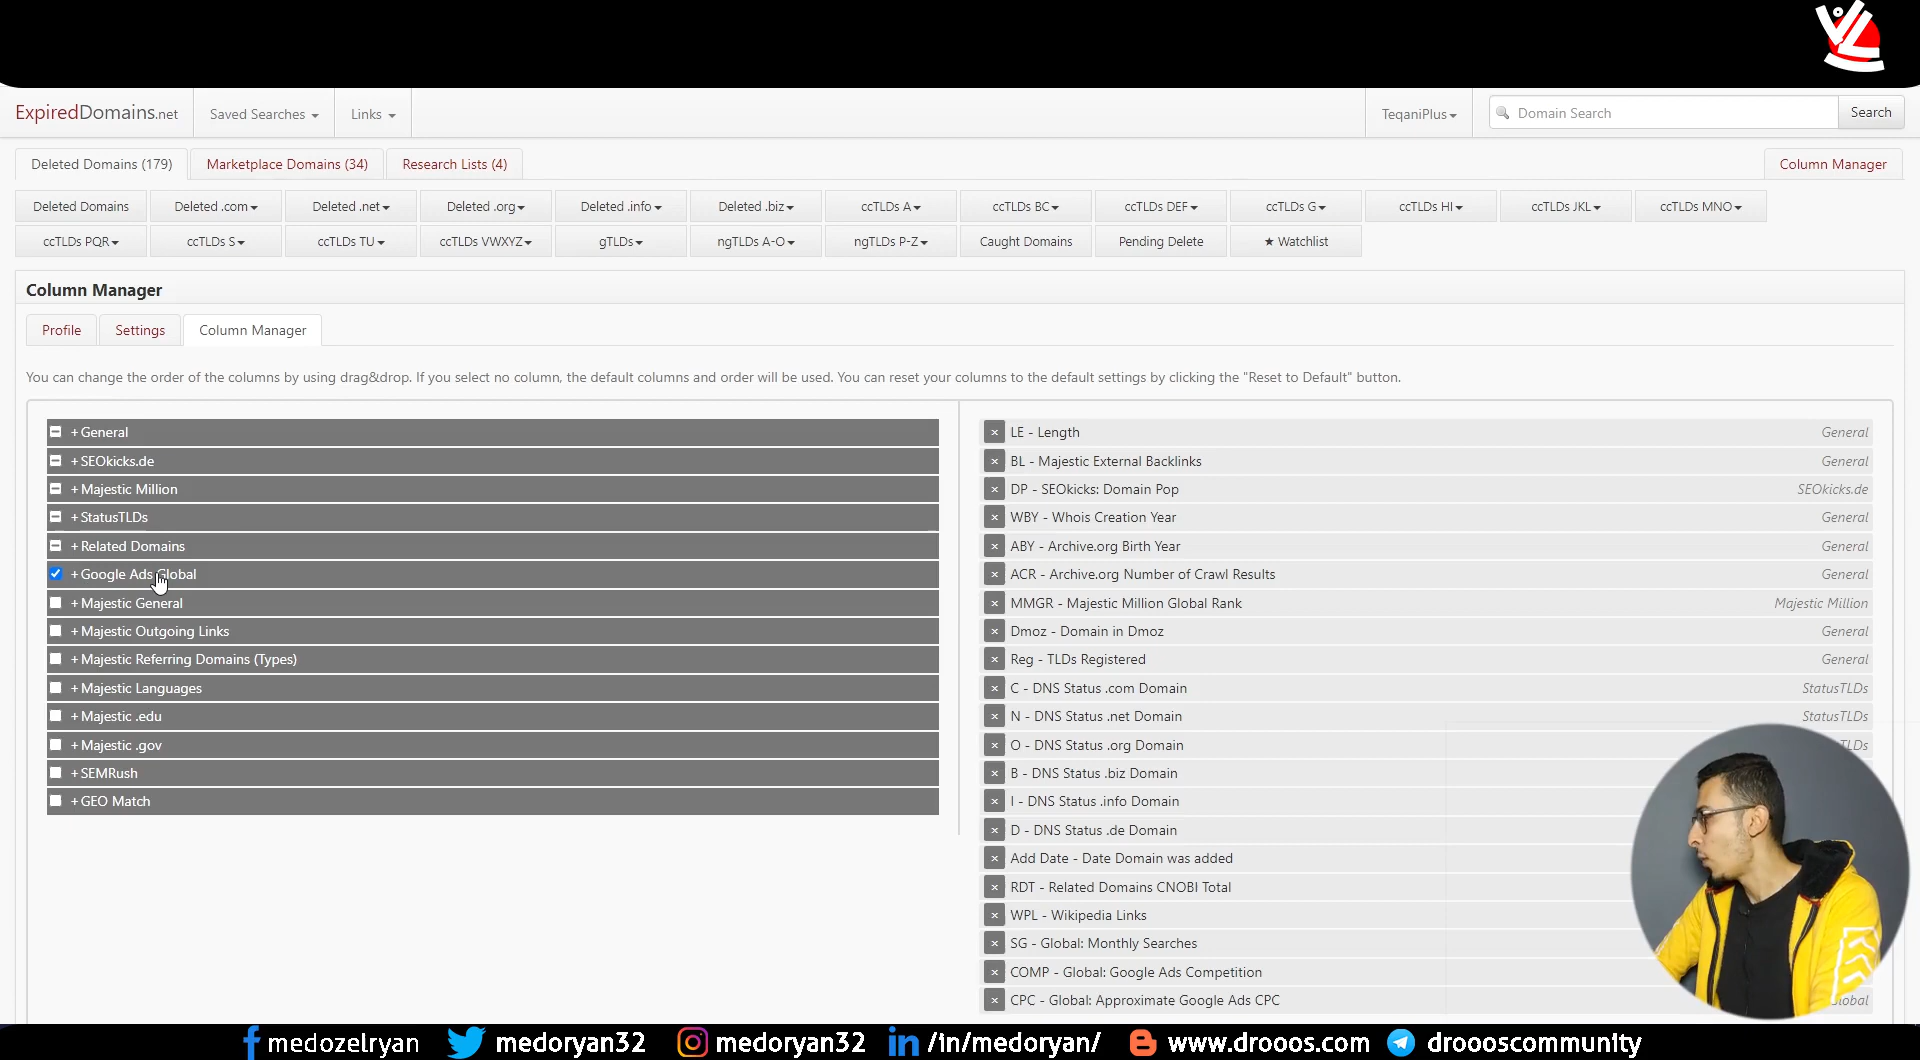 ExpiredDomains.net
Saved Searches
Links
TeqaniPlus
Domain Search
Search
Deleted Domains (179)
Marketplace Domains (34)
Research Lists (4)
Column Manager
Deleted Domains
Deleted .com
Deleted .net
Deleted .org
Deleted .info
Deleted .biz
ccTLDs A
ccTLDs BC
ccTLDs DEF
ccTLDs G
ccTLDs HI
ccTLDs JKL
ccTLDs MNO
ccTLDs PQR
ccTLDs S
ccTLDs TU
ccTLDs VWXYZ
gTLDs
ngTLDs A-O
ngTLDs P-Z
Caught Domains
Pending Delete
★ Watchlist
Column Manager
Profile
Settings
Column Manager
You can change the order of the columns by using drag&drop. If you select no column, the default columns and order will be used. You can reset your columns to the default settings by clicking the "Reset to Default" button.
+ General
+ SEOkicks.de
+ Majestic Million
+ StatusTLDs
+ Related Domains
+ Google Ads Global
+ Majestic General
+ Majestic Outgoing Links
+ Majestic Referring Domains (Types)
+ Majestic Languages
+ Majestic .edu
+ Majestic .gov
+ SEMRush
+ GEO Match
LE - Length General
BL - Majestic External Backlinks General
DP - SEOkicks: Domain Pop SEOkicks.de
WBY - Whois Creation Year General
ABY - Archive.org Birth Year General
ACR - Archive.org Number of Crawl Results General
MMGR - Majestic Million Global Rank Majestic Million
Dmoz - Domain in Dmoz General
Reg - TLDs Registered General
C - DNS Status .com Domain StatusTLDs
N - DNS Status .net Domain StatusTLDs
O - DNS Status .org Domain TLDs
B - DNS Status .biz Domain
I - DNS Status .info Domain
D - DNS Status .de Domain
Add Date - Date Domain was added
RDT - Related Domains CNOBI Total
WPL - Wikipedia Links
SG - Global: Monthly Searches
COMP - Global: Google Ads Competition
CPC - Global: Approximate Google Ads CPC
medozelryan
medoryan32
medoryan32
/in/medoryan/
www.drooos.com
droooscommunity